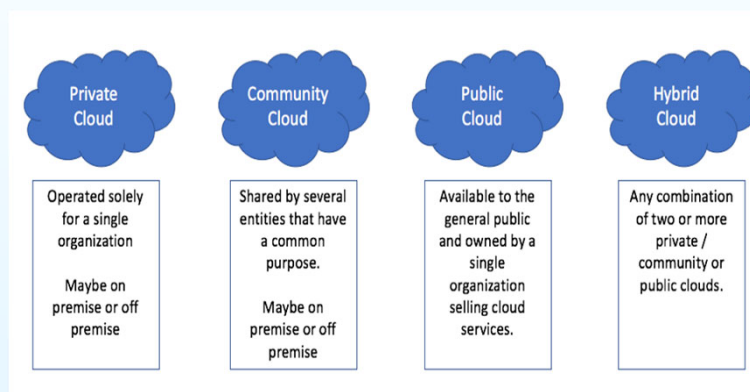 Private
Cloud
Community
Cloud
Public
Cloud
Hybrid
Cloud
Operated solely
for a single
organization
Maybe on
premise or off
premise
Shared by several
entities that have
a common
purpose.
Maybe on
premise or off
premise
Available to the
general public
and owned by a
single
organization
selling cloud
services.
Any combination
of two or more
private /
community or
public clouds.